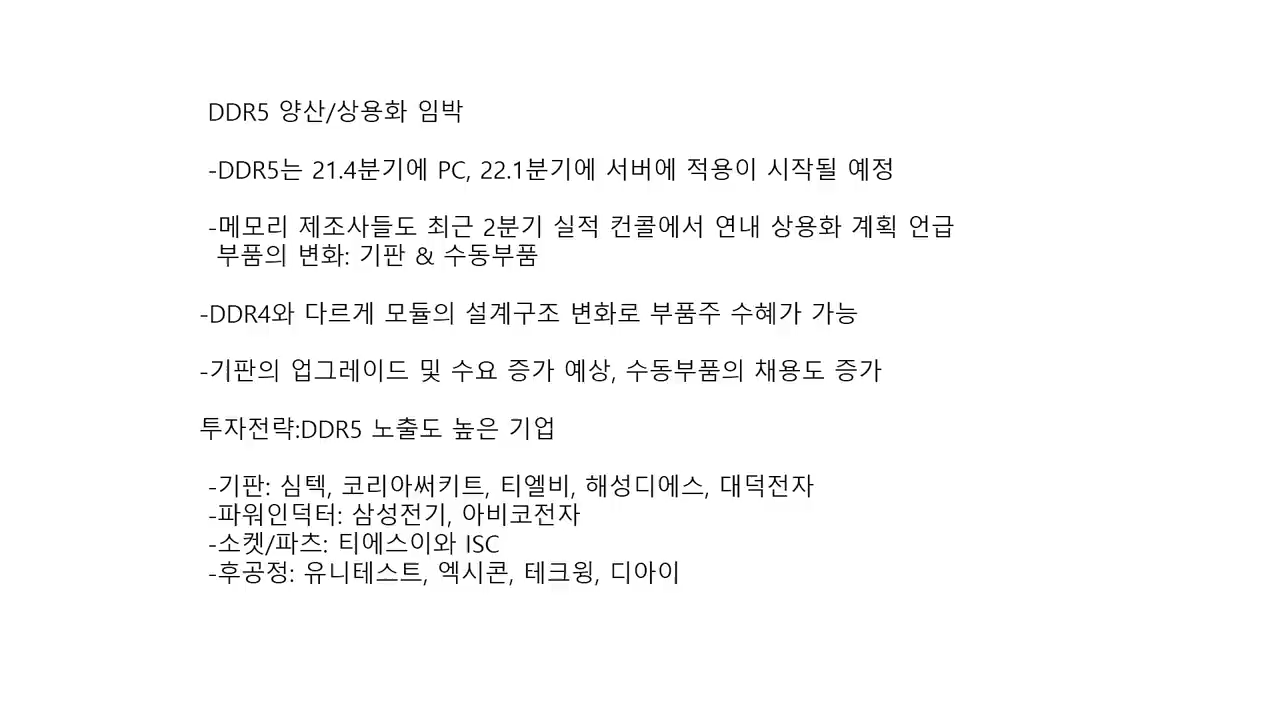 DDR5 양산/상용화 임박
-DDR5는 21.4분기에 PC, 22.1분기에 서버에 적용이 시작될 예정
-메모리 제조사들도 최근 2분기 실적 컨콜에서 연내 상용화 계획 언급
부품의 변화: 기판 & 수동부품
-DDR4와 다르게 모듈의 설계구조 변화로 부품주 수혜가 가능
-기판의 업그레이드 및 수요 증가 예상, 수동부품의 채용도 증가
투자전략:DDR5 노출도 높은 기업
-기판: 심텍, 코리아써키트, 티엘비, 해성디에스, 대덕전자
-파워인덕터: 삼성전기, 아비코전자
-소켓/파츠: 티에스이와 ISC
-후공정: 유니테스트, 엑시콘, 테크윙, 디아이